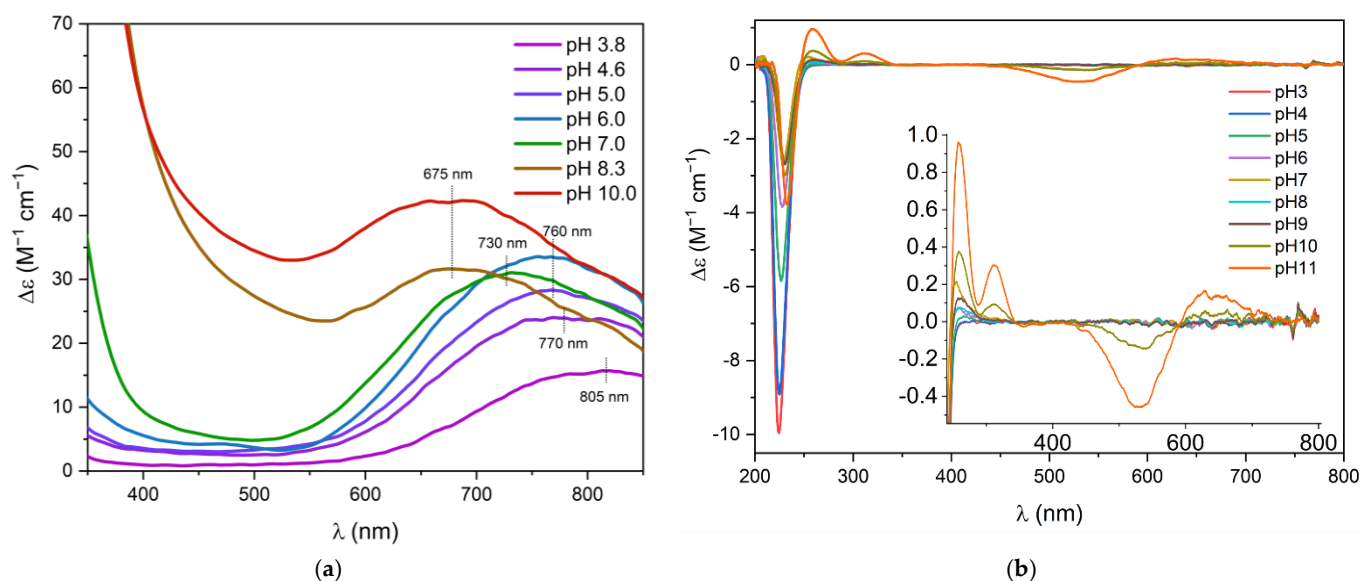 70
60
50
40
30
20
10
0
Δε (M⁻¹ cm⁻¹)
400
500
600
700
800
λ (nm)
pH 3.8
pH 4.6
pH 5.0
pH 6.0
pH 7.0
pH 8.3
pH 10.0
675 nm
730 nm
760 nm
770 nm
805 nm
(a)
0
-2
-4
-6
-8
-10
Δε (M⁻¹ cm⁻¹)
200
300
400
500
600
700
800
λ (nm)
pH3
pH4
pH5
pH6
pH7
pH8
pH9
pH10
pH11
1.0
0.8
0.6
0.4
0.2
0.0
-0.2
-0.4
400
600
800
(b)